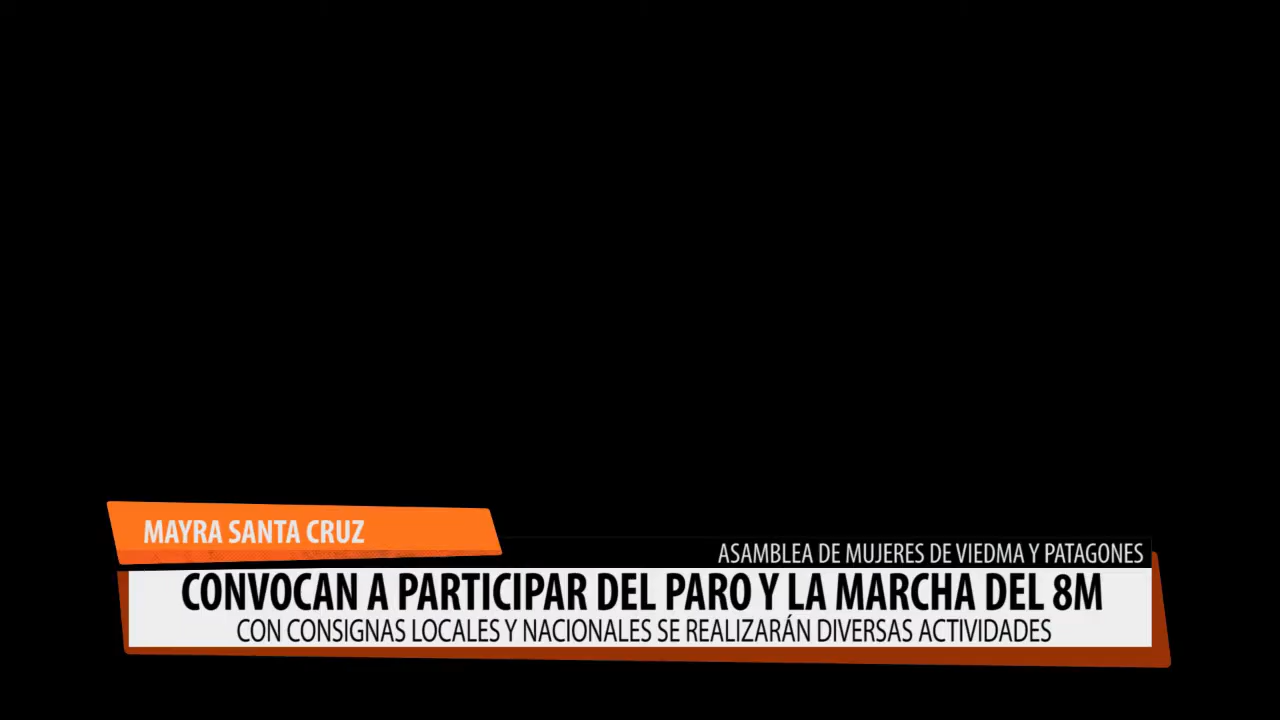 MAYRA SANTA CRUZ
ASAMBLEA DE MUJERES DE VIEDMA Y PATAGONES
CONVOCAN A PARTICIPAR DEL PARO Y LA MARCHA DEL 8M
CON CONSIGNAS LOCALES Y NACIONALES SE REALIZARÁN DIVERSAS ACTIVIDADES